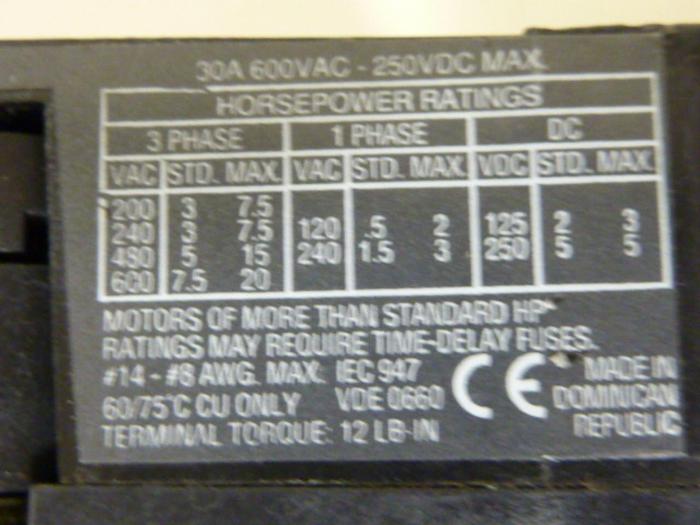 30A 600VAC - 250VDC MAX.
HORSEPOWER RATINGS
3 PHASE 1 PHASE DC
VAC STD. MAX. VAC STD. MAX. VDC STD. MAX.
200 3 7.5
240 3 7.5 120 .5 2 125 2 3
480 5 15 240 1.5 3 250 5 5
600 7.5 20
MOTORS OF MORE THAN STANDARD HP
RATINGS MAY REQUIRE TIME-DELAY FUSES.
#14 - #8 AWG. MAX. IEC 947 CE MADE IN
60/75°C CU ONLY VDE 0660 DOMINICAN
TERMINAL TORQUE: 12 LB-IN REPUBLIC